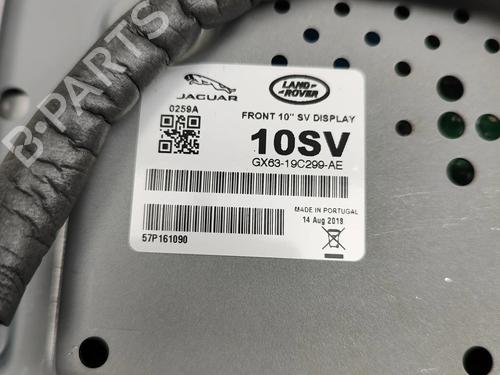 B-PARTS
JAGUAR
LAND ROVER
0259A
FRONT 10" SV DISPLAY
10SV
GX63-19C299-AE
MADE IN PORTUGAL
14 Aug 2018
57P161090